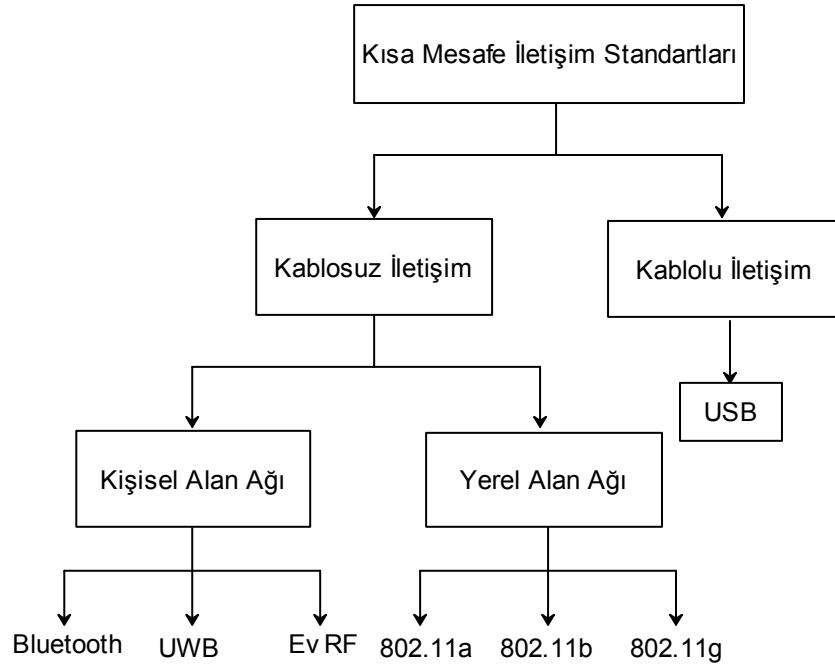 Kısa Mesafe İletişim Standartları
Kablosuz İletişim
Kablolu İletişim
USB
Kişisel Alan Ağı
Yerel Alan Ağı
Bluetooth
UWB
Ev RF
802.11a
802.11b
802.11g